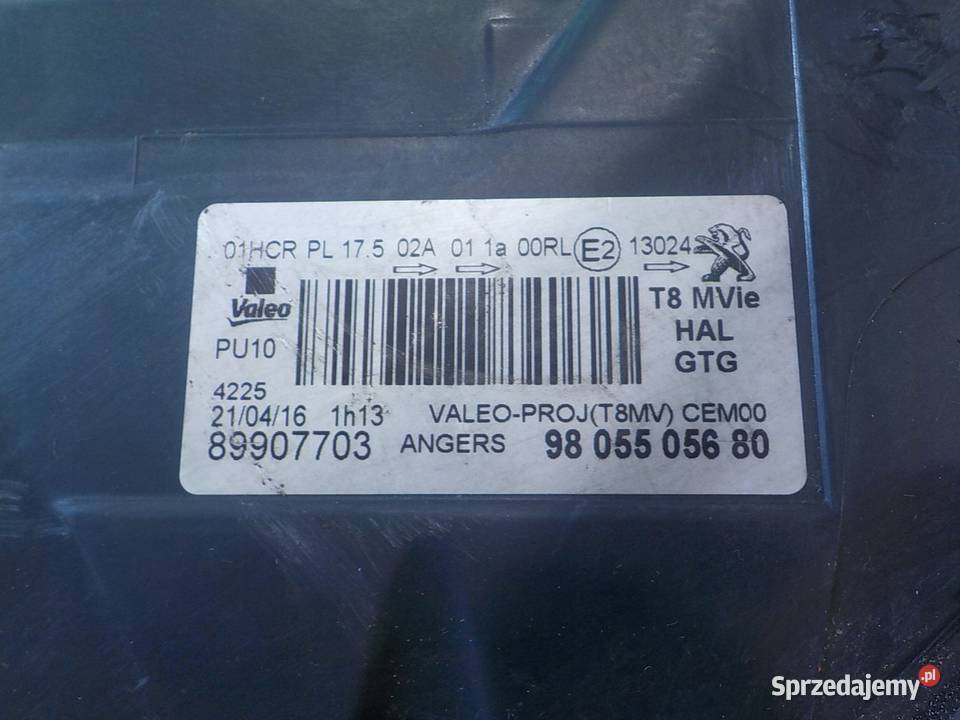 01HCR PL 17.5 02A 01 1a 00RL E2 13024
Valeo
T8 MVie
HAL
PU10
GTG
4225
21/04/16 1h13 VALEO-PROJ(T8MV) CEM00
89907703 ANGERS 98 055 056 80
Sprzedajemy.pl